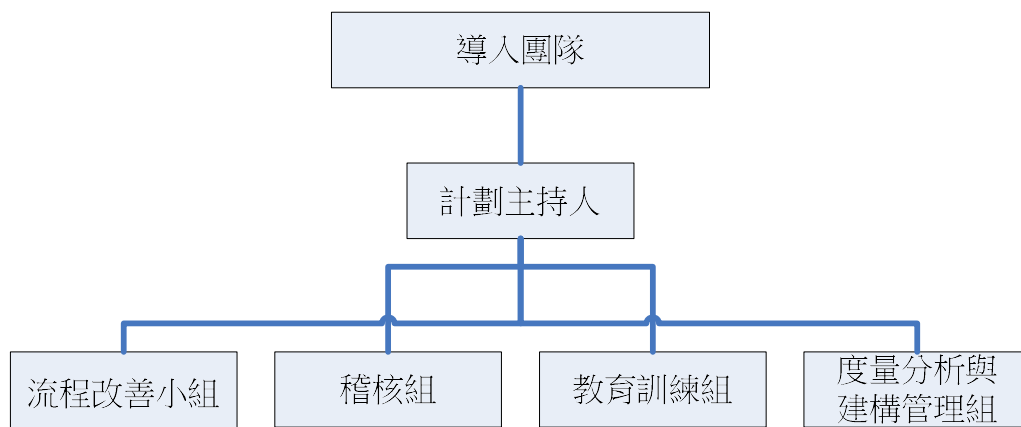 導入團隊
計劃主持人
流程改善小組
稽核組
教育訓練組
度量分析與
建構管理組